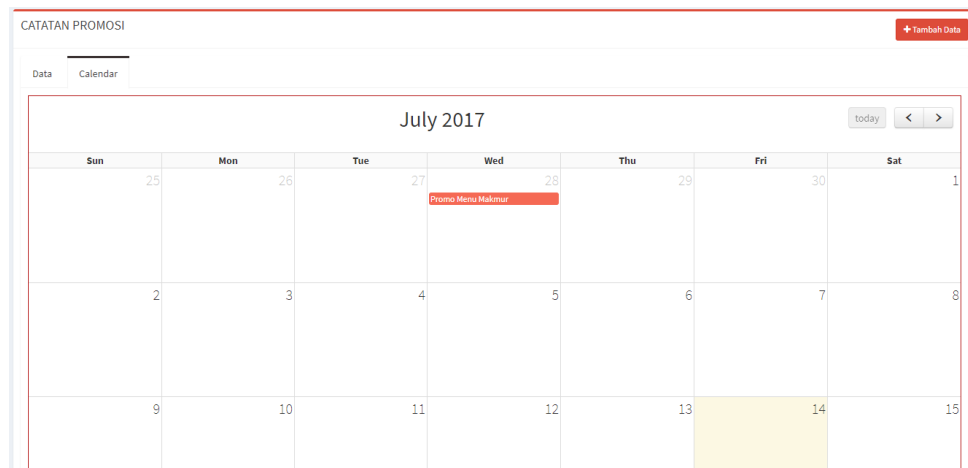 CATATAN PROMOSI
+ Tambah Data
Data Calendar
July 2017
today < >
Sun Mon Tue Wed Thu Fri Sat
25 26 27 28 29 30 1
Promo Menu Makmur
2 3 4 5 6 7 8
9 10 11 12 13 14 15